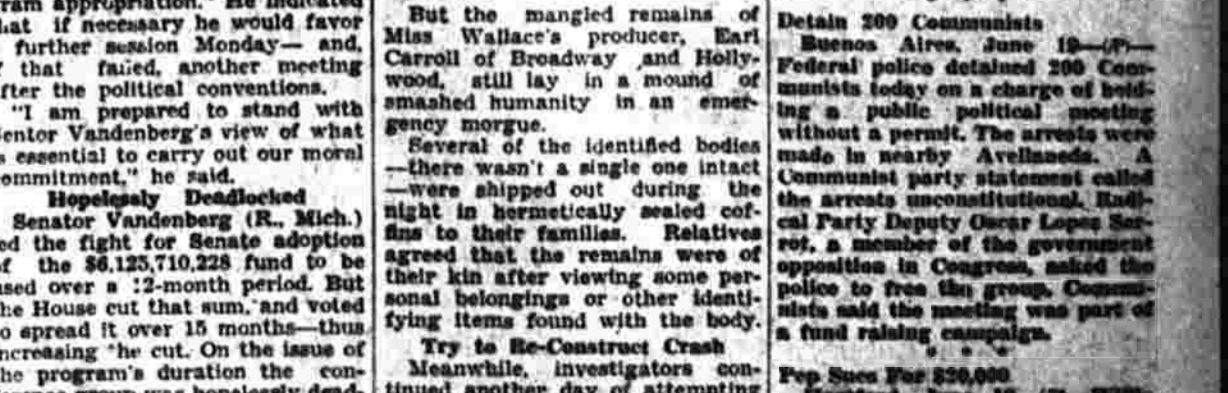 ram appropriation." He indicated
that if necessary he would favor
further session Monday— and,
that failed, another meeting
fter the political conventions.
"I am prepared to stand with
entor Vandenberg's view of what
s essential to carry out our moral
ommitment," he said.
Hopelessly Deadlocked
Senator Vandenberg (R., Mich.)
ed the fight for Senate adoption
f the $6,125,710,228 fund to be
used over a 12-month period. But
he House cut that sum, and voted
o spread it over 15 months—thus
ncreasing the cut. On the issue of
he program's duration the con-
But the mangled remains of
Miss Wallace's producer, Earl
Carroll of Broadway and Holly-
wood, still lay in a mound of
smashed humanity in an emer-
gency morgue.
Several of the identified bodies
—there wasn't a single one intact
—were shipped out during the
night in hermetically sealed cof-
fins to their families. Relatives
agreed that the remains were of
their kin after viewing some per-
sonal belongings or other identi-
fying items found with the body.
Try to Re-Construct Crash
Meanwhile, investigators con-
tinued another day of attempting
Detain 200 Communists
Buenos Aires, June 19—(P)—
Federal police detained 200 Com-
munists today on a charge of hold-
ing a public political meeting
without a permit. The arrests were
made in nearby Avellaneda. A
Communist party statement called
the arrests unconstitutional. Radi-
cal Party Deputy Oscar Lopez Ser-
rot, a member of the government
opposition in Congress, asked the
police to free the group. Commu-
nists said the meeting was part of
a fund raising campaign.
* * *
Pep Sues For $20,000